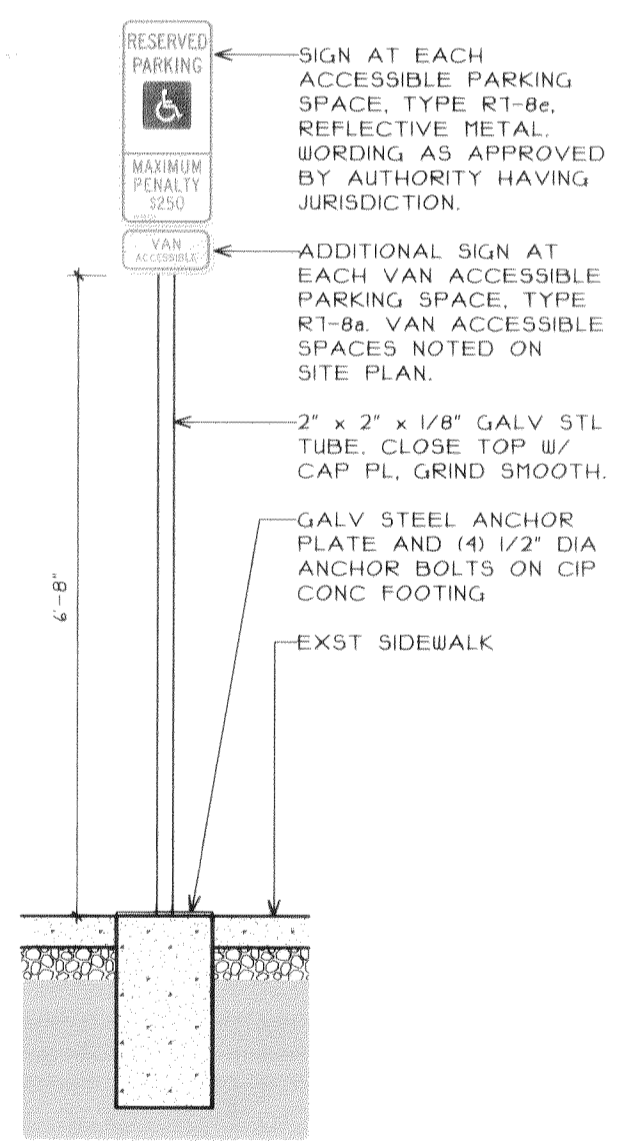 RESERVED
PARKING
MAXIMUM
PENALTY
$250
VAN
ACCESSIBLE
SIGN AT EACH
ACCESSIBLE PARKING
SPACE, TYPE R7-8e,
REFLECTIVE METAL.
WORDING AS APPROVED
BY AUTHORITY HAVING
JURISDICTION.
ADDITIONAL SIGN AT
EACH VAN ACCESSIBLE
PARKING SPACE, TYPE
R7-8a. VAN ACCESSIBLE
SPACES NOTED ON
SITE PLAN.
2" x 2" x 1/8" GALV STL
TUBE. CLOSE TOP W/
CAP PL, GRIND SMOOTH.
GALV STEEL ANCHOR
PLATE AND (4) 1/2" DIA
ANCHOR BOLTS ON CIP
CONC FOOTING
EXST SIDEWALK
6'-8"